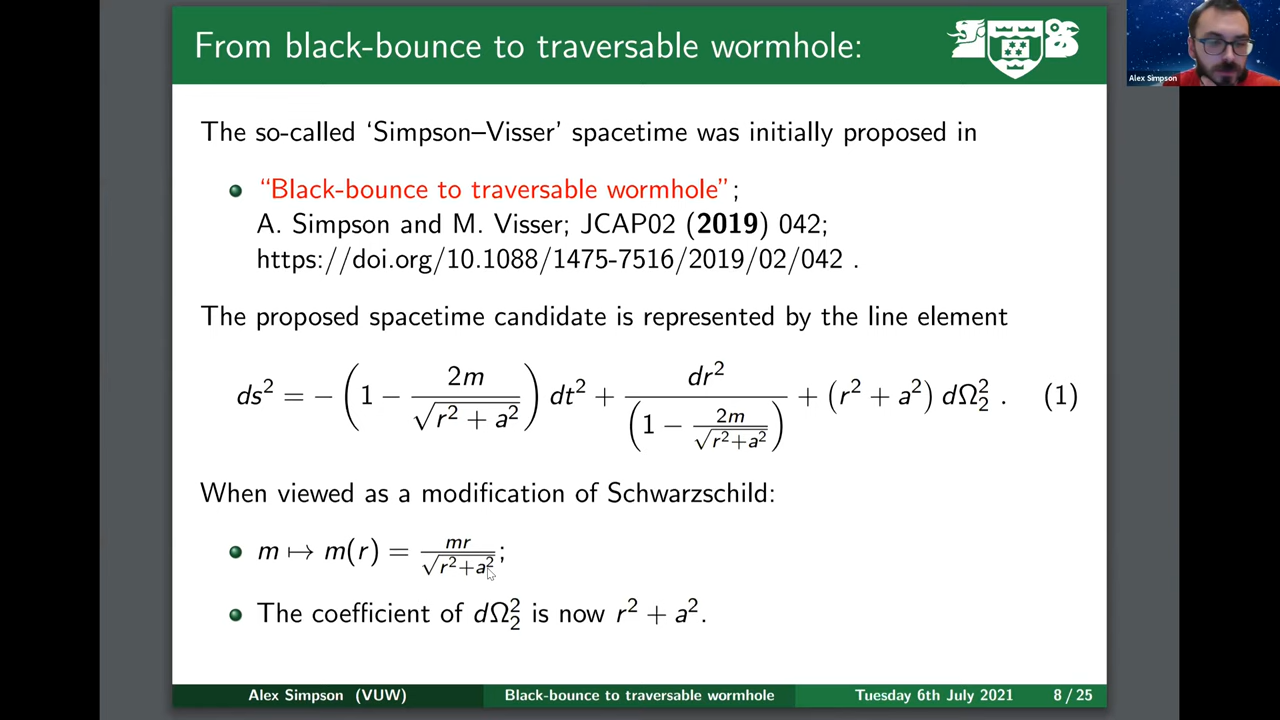 From black-bounce to traversable wormhole:
Alex Simpson
The so-called ‘Simpson–Visser’ spacetime was initially proposed in
“Black-bounce to traversable wormhole”;
A. Simpson and M. Visser; JCAP02 (2019) 042;
https://doi.org/10.1088/1475-7516/2019/02/042 .
The proposed spacetime candidate is represented by the line element
ds² = −(1 − 2m/√(r² + a²)) dt² + dr²/(1 − 2m/√(r²+a²)) + (r² + a²) dΩ₂² . (1)
When viewed as a modification of Schwarzschild:
m ↦ m(r) = mr/√(r²+a²);
The coefficient of dΩ₂² is now r² + a².
Alex Simpson (VUW) Black-bounce to traversable wormhole Tuesday 6th July 2021 8 / 25